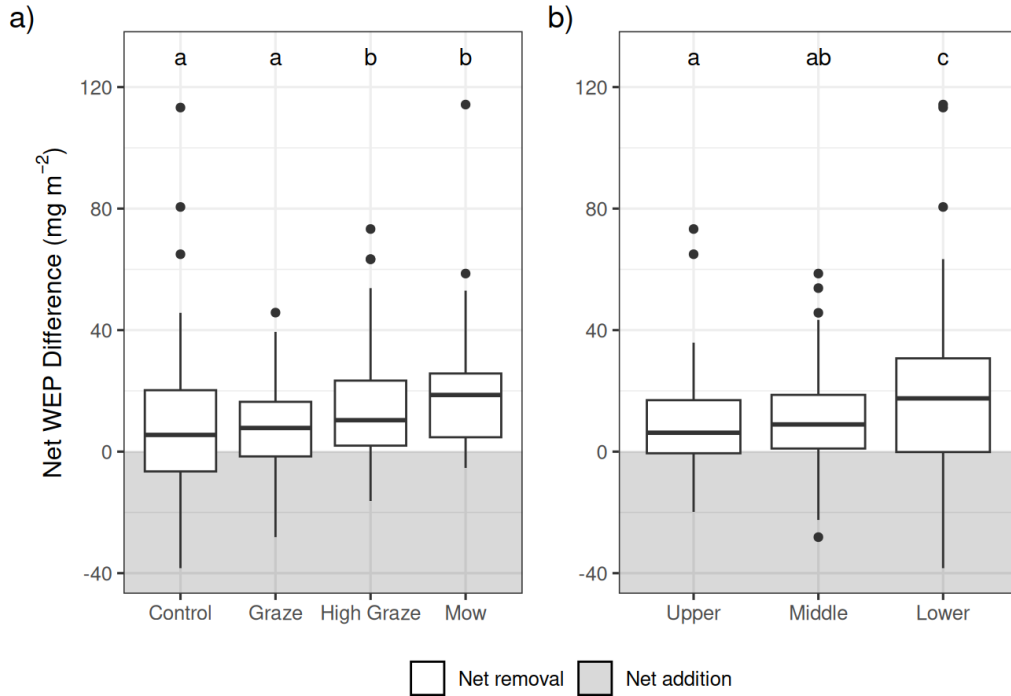 a)
Net WEP Difference (mg m⁻²)
120
80
40
0
-40
a a b b
Control Graze High Graze Mow
b)
120
80
40
0
-40
a ab c
Upper Middle Lower
Net removal Net addition